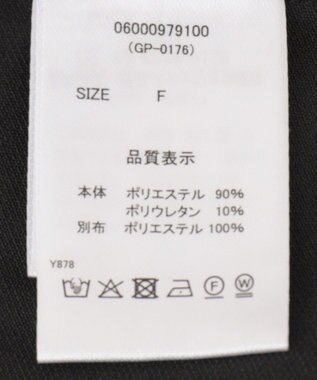 06000979100
(GP-0176)
SIZE F
品質表示
本体 ポリエステル 90%
ポリウレタン 10%
別布 ポリエステル 100%
Y878
F W